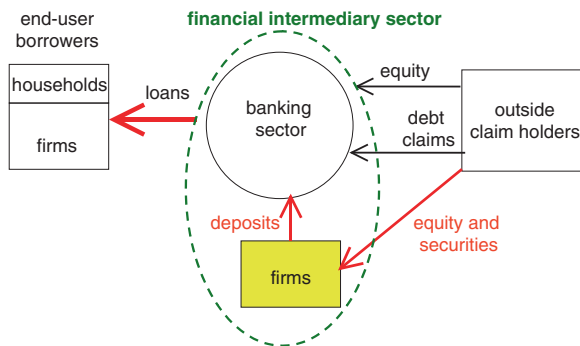 financial intermediary sector
end-user
borrowers
households
firms
loans
banking
sector
equity
debt
claims
outside
claim holders
deposits
equity and
securities
firms